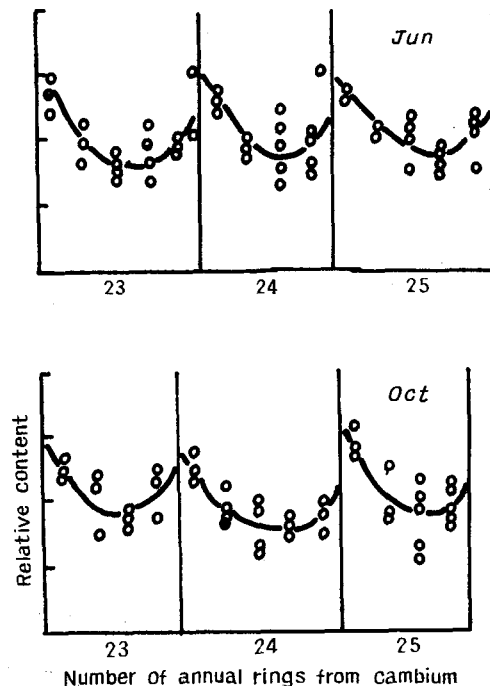 Jun
23 24 25
Oct
Relative content
23 24 25
Number of annual rings from cambium